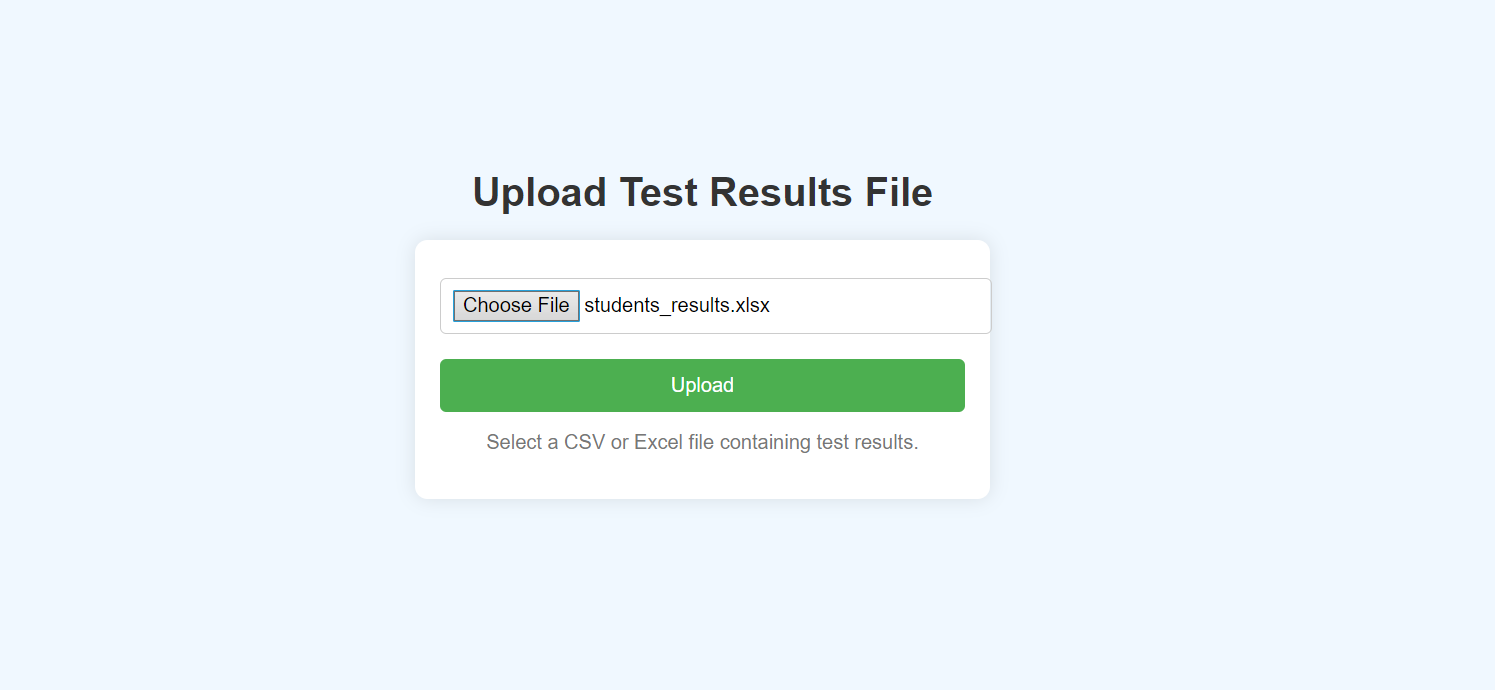 Upload Test Results File
Choose File students_results.xlsx
Upload
Select a CSV or Excel file containing test results.